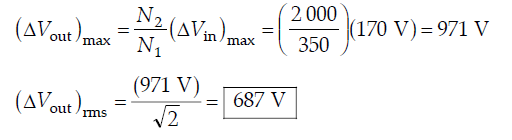 (ΔV_out)_max = N_2/N_1 (ΔV_in)_max = (2 000/350)(170 V) = 971 V
(ΔV_out)_rms = (971 V)/√2 = 687 V